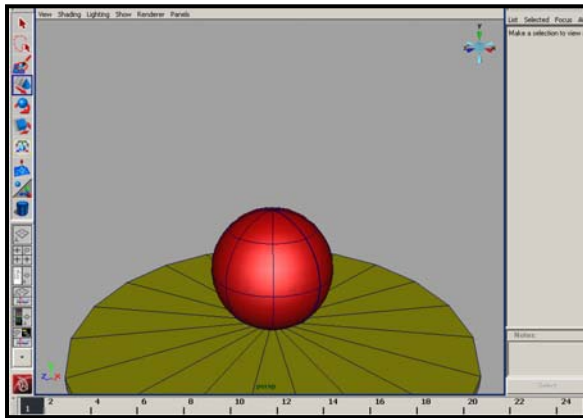 View Shading Lighting Show Renderer Panels
List Selected Focus
Make a selection to view
y
z x
persp
Notes:
Select
1 2 4 6 8 10 12 14 16 18 20 22 24